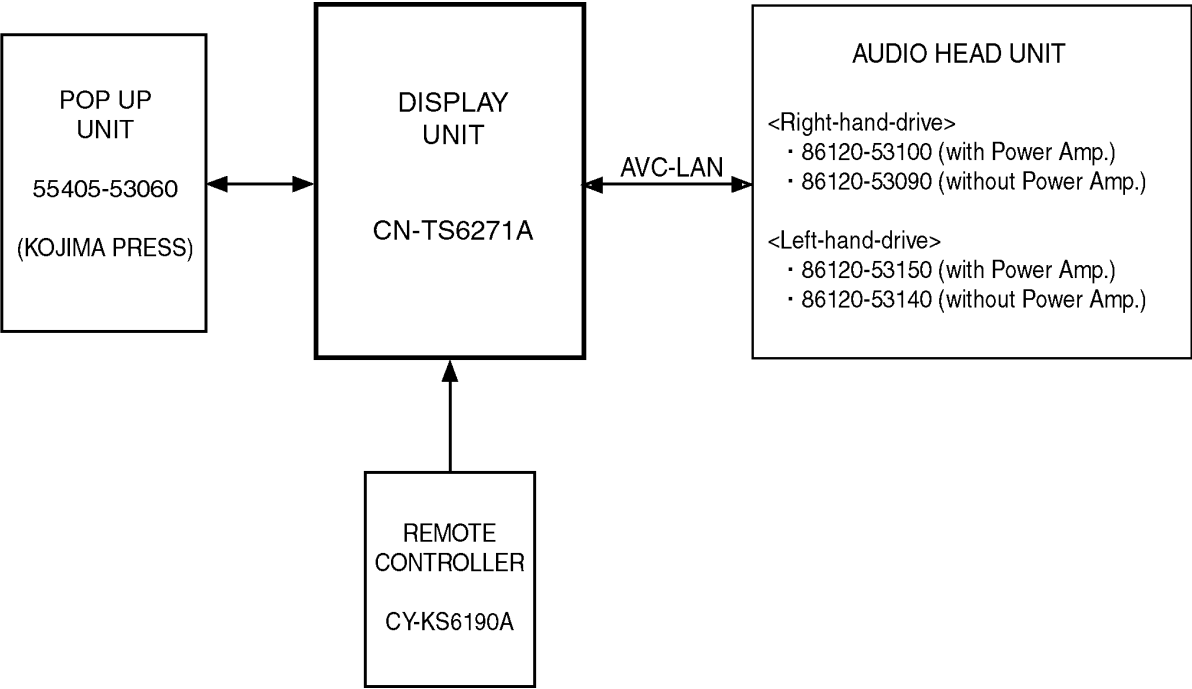 POP UP
UNIT
55405-53060
(KOJIMA PRESS)
DISPLAY
UNIT
CN-TS6271A
AVC-LAN
AUDIO HEAD UNIT
<Right-hand-drive>
・86120-53100 (with Power Amp.)
・86120-53090 (without Power Amp.)
<Left-hand-drive>
・86120-53150 (with Power Amp.)
・86120-53140 (without Power Amp.)
REMOTE
CONTROLLER
CY-KS6190A